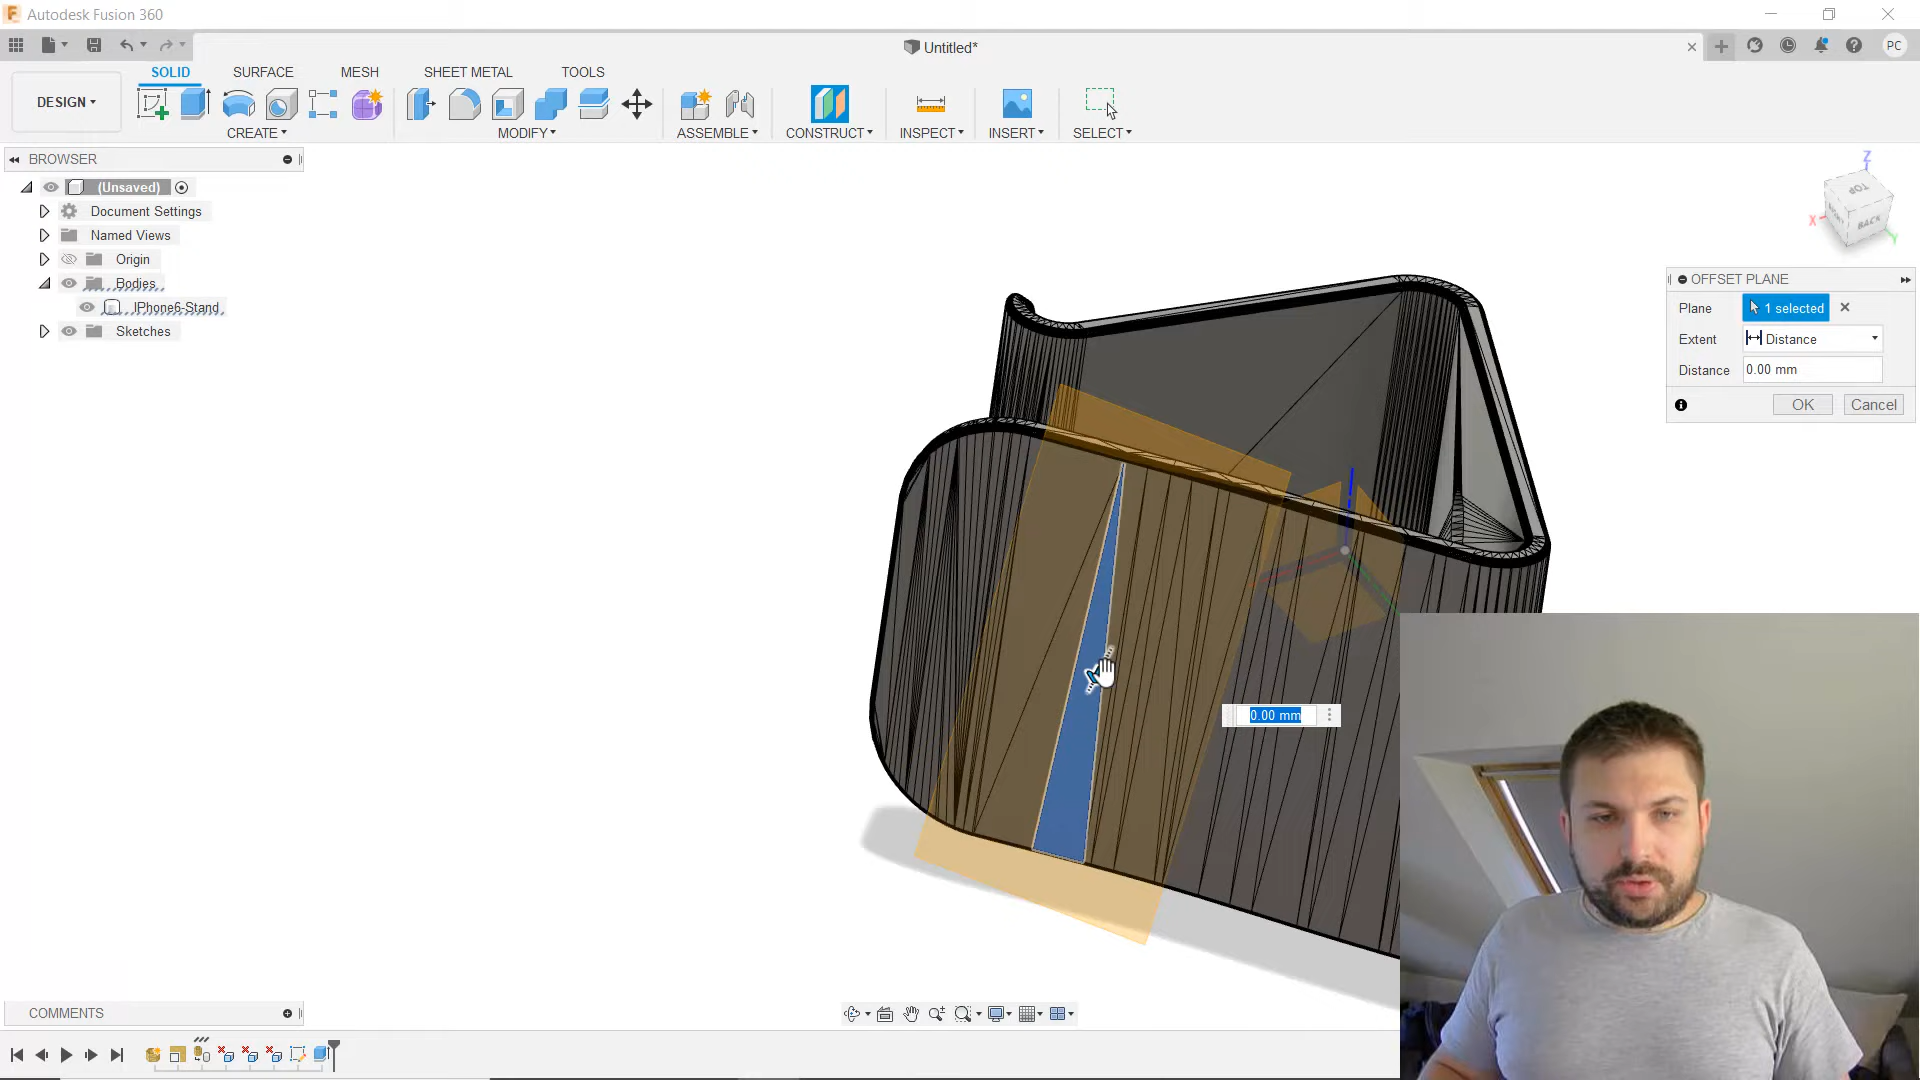 Autodesk Fusion 360
Untitled*
PC
DESIGN
SOLID
SURFACE
MESH
SHEET METAL
TOOLS
CREATE
MODIFY
ASSEMBLE
CONSTRUCT
INSPECT
INSERT
SELECT
BROWSER
(Unsaved)
Document Settings
Named Views
Origin
Bodies
IPhone6-Stand
Sketches
Z
TOP
BACK
X
Y
OFFSET PLANE
Plane
1 selected
Extent
Distance
Distance
0.00 mm
OK
Cancel
0.00 mm
COMMENTS